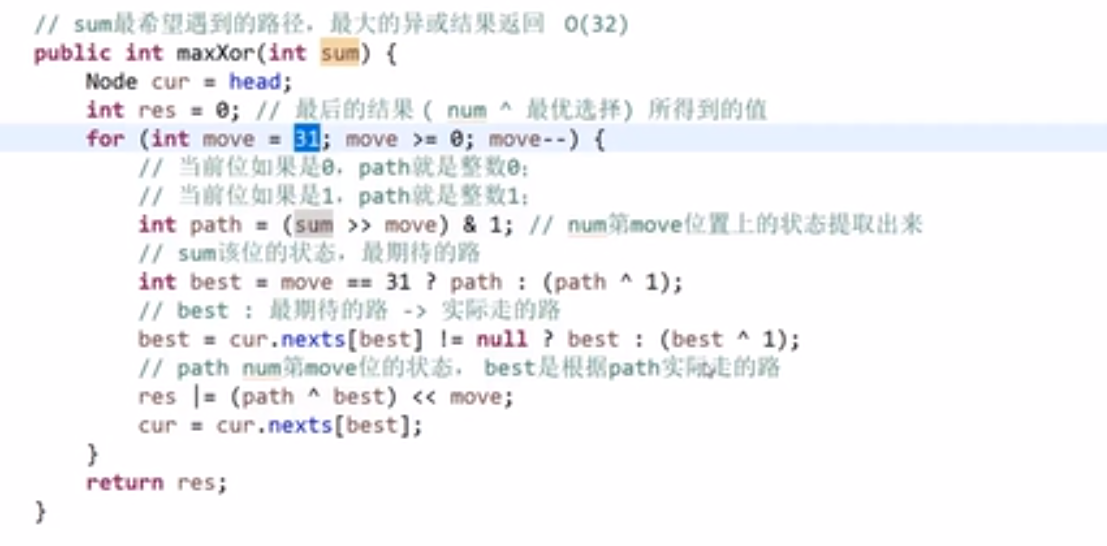 // sum最希望遇到的路径，最大的异或结果返回 O(32)
public int maxXor(int sum) {
Node cur = head;
int res = 0; // 最后的结果( num ^ 最优选择) 所得到的值
for (int move = 31; move >= 0; move--) {
// 当前位如果是0，path就是整数0;
// 当前位如果是1，path就是整数1;
int path = (sum >> move) & 1; // num第move位置上的状态提取出来
// sum该位的状态，最期待的路
int best = move == 31 ? path : (path ^ 1);
// best : 最期待的路 -> 实际走的路
best = cur.nexts[best] != null ? best : (best ^ 1);
// path num第move位的状态， best是根据path实际走的路
res |= (path ^ best) << move;
cur = cur.nexts[best];
}
return res;
}